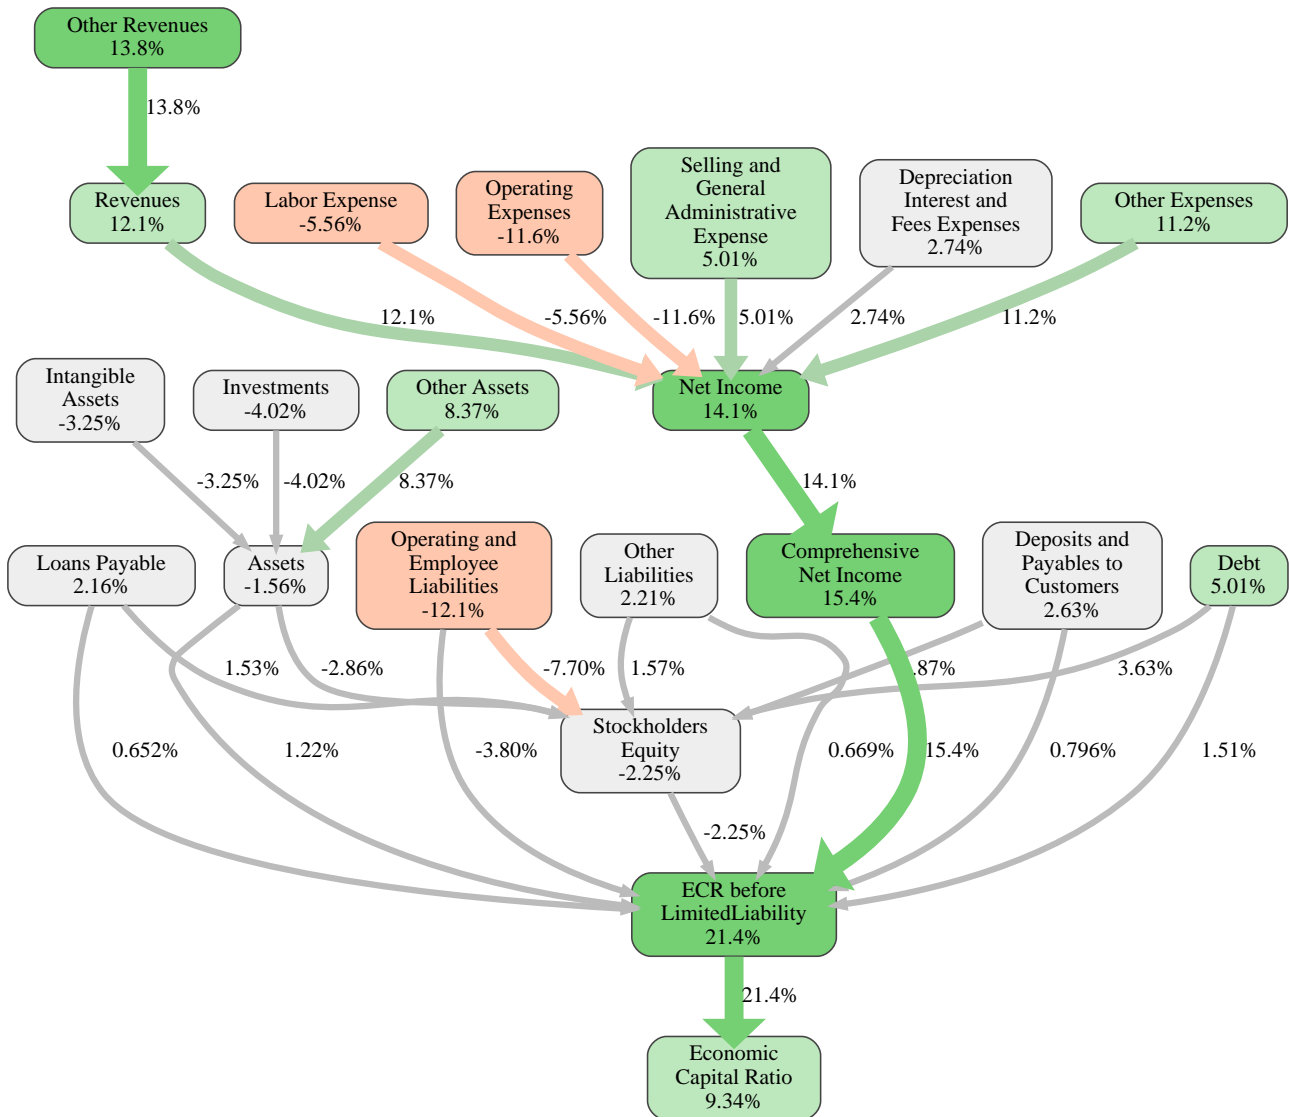 Other Revenues
13.8%
13.8%
Revenues
12.1%
Labor Expense
-5.56%
Operating
Expenses
-11.6%
Selling and
General
Administrative
Expense
5.01%
Depreciation
Interest and
Fees Expenses
2.74%
Other Expenses
11.2%
12.1%
-5.56%
-11.6%
5.01%
2.74%
11.2%
Intangible
Assets
-3.25%
Investments
-4.02%
Other Assets
8.37%
Net Income
14.1%
-3.25%
-4.02%
8.37%
14.1%
Loans Payable
2.16%
Assets
-1.56%
Operating and
Employee
Liabilities
-12.1%
Other
Liabilities
2.21%
Comprehensive
Net Income
15.4%
Deposits and
Payables to
Customers
2.63%
Debt
5.01%
1.53%
-2.86%
-7.70%
1.57%
.87%
3.63%
Stockholders
Equity
-2.25%
0.652%
1.22%
-3.80%
0.669%
15.4%
0.796%
1.51%
-2.25%
ECR before
LimitedLiability
21.4%
21.4%
Economic
Capital Ratio
9.34%